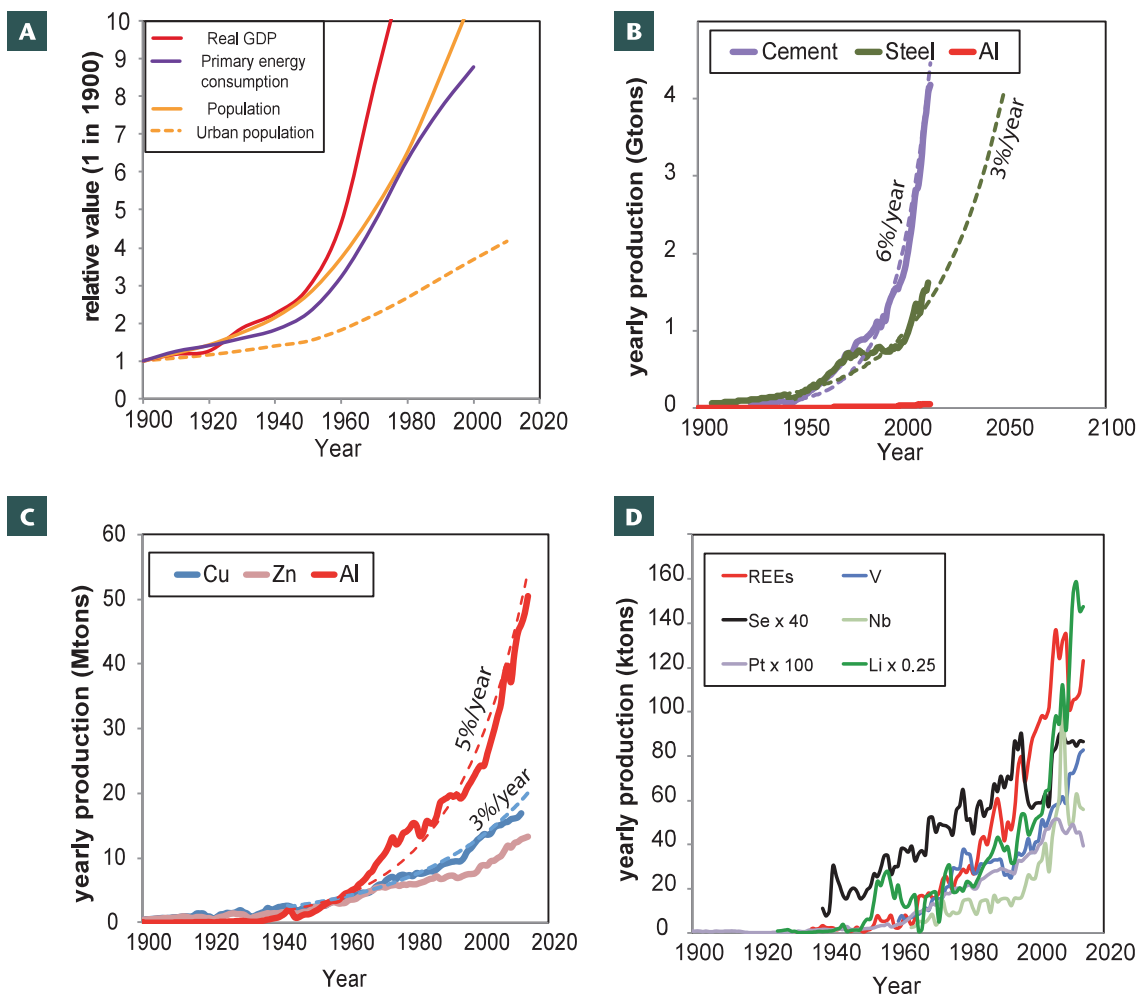 A
10
9
8
7
6
5
4
3
2
1
0
relative value (1 in 1900)
Real GDP
Primary energy
consumption
Population
Urban population
1900 1920 1940 1960 1980 2000 2020
Year
B
Cement Steel Al
4
3
2
1
0
yearly production (Gtons)
6%/year
3%/year
1900 1950 2000 2050 2100
Year
C
60
50
40
30
20
10
0
yearly production (Mtons)
Cu Zn Al
5%/year
3%/year
1900 1920 1940 1960 1980 2000 2020
Year
D
160
140
120
100
80
60
40
20
0
yearly production (ktons)
REEs V
Se x 40 Nb
Pt x 100 Li x 0.25
1900 1920 1940 1960 1980 2000 2020
Year